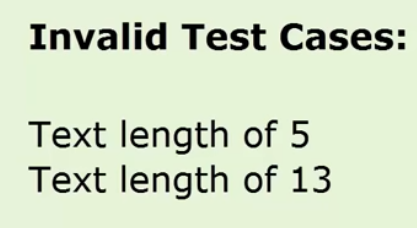 Invalid Test Cases:
Text length of 5
Text length of 13